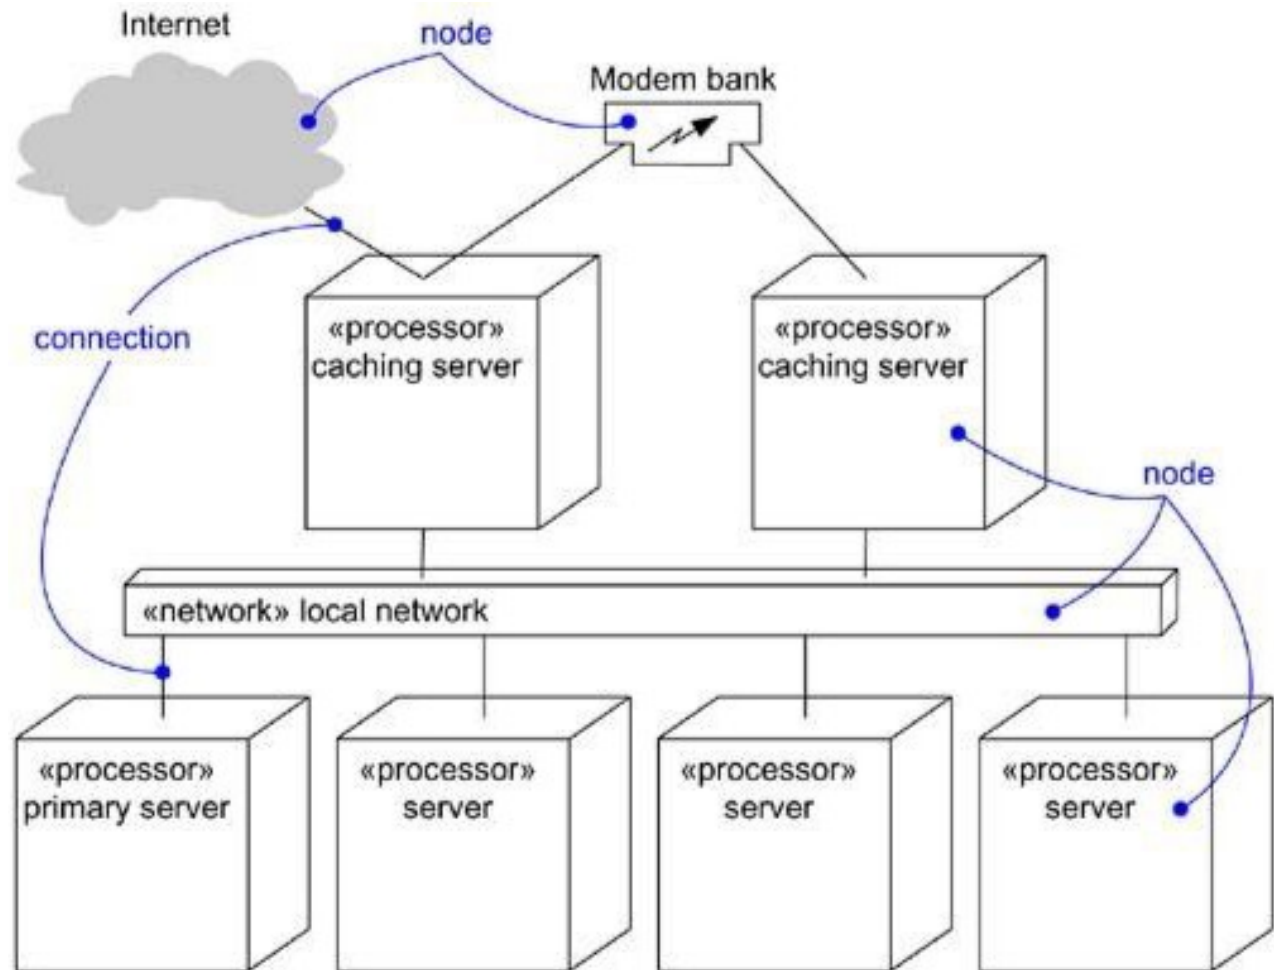 Internet
node
Modem bank
connection
«processor»
caching server
«processor»
caching server
node
«network» local network
«processor»
primary server
«processor»
server
«processor»
server
«processor»
server